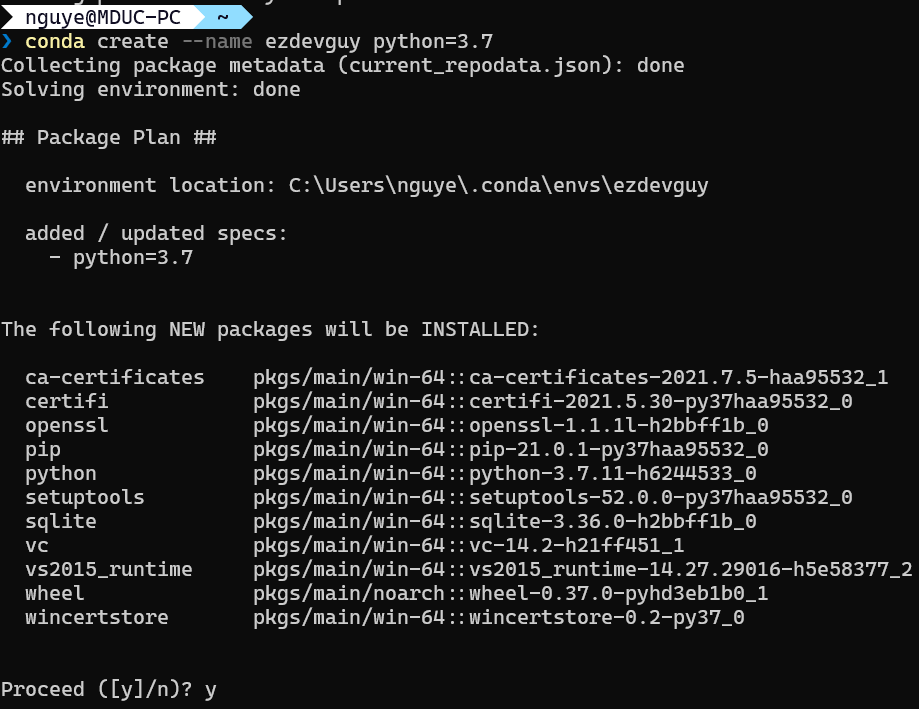 nguye@MDUC-PC ~
❯ conda create --name ezdevguy python=3.7
Collecting package metadata (current_repodata.json): done
Solving environment: done
## Package Plan ##
environment location: C:\Users\nguye\.conda\envs\ezdevguy
added / updated specs:
- python=3.7
The following NEW packages will be INSTALLED:
ca-certificates pkgs/main/win-64::ca-certificates-2021.7.5-haa95532_1
certifi pkgs/main/win-64::certifi-2021.5.30-py37haa95532_0
openssl pkgs/main/win-64::openssl-1.1.1l-h2bbff1b_0
pip pkgs/main/win-64::pip-21.0.1-py37haa95532_0
python pkgs/main/win-64::python-3.7.11-h6244533_0
setuptools pkgs/main/win-64::setuptools-52.0.0-py37haa95532_0
sqlite pkgs/main/win-64::sqlite-3.36.0-h2bbff1b_0
vc pkgs/main/win-64::vc-14.2-h21ff451_1
vs2015_runtime pkgs/main/win-64::vs2015_runtime-14.27.29016-h5e58377_2
wheel pkgs/main/noarch::wheel-0.37.0-pyhd3eb1b0_1
wincertstore pkgs/main/win-64::wincertstore-0.2-py37_0
Proceed ([y]/n)? y